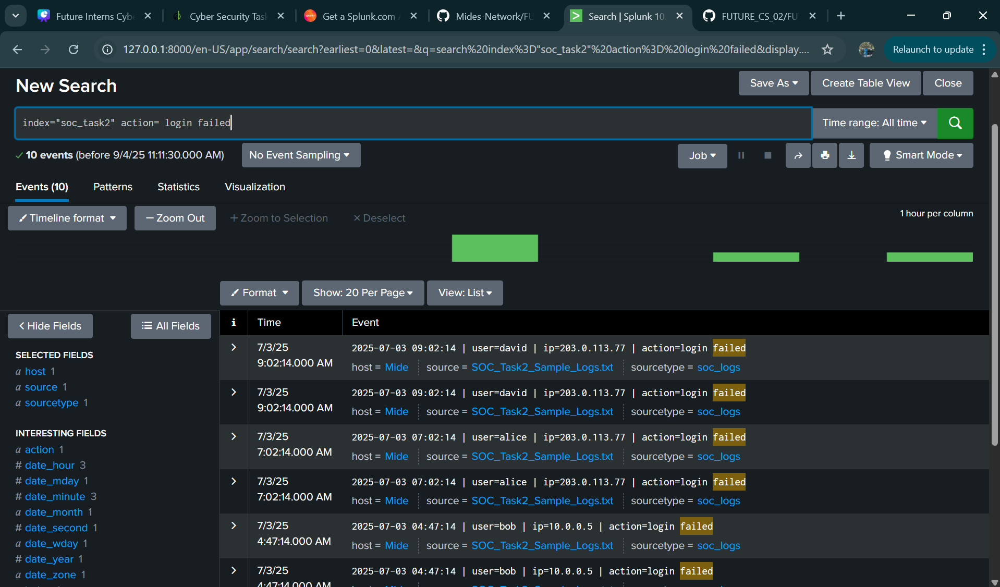 Future Interns Cybe
Cyber Security Task
Get a Splunk.com A
Mides-Network/FU
Search | Splunk 10.
FUTURE_CS_02/FU
127.0.0.1:8000/en-US/app/search/search?earliest=0&latest=&q=search%20index%3D"soc_task2"%20action%3D%20login%20failed&display....
Relaunch to update
New Search
Save As
Create Table View
Close
index="soc_task2" action= login failed
Time range: All time
10 events (before 9/4/25 11:11:30.000 AM)
No Event Sampling
Job
Smart Mode
Events (10)
Patterns
Statistics
Visualization
Timeline format
Zoom Out
+ Zoom to Selection
Deselect
1 hour per column
Format
Show: 20 Per Page
View: List
Hide Fields
All Fields
SELECTED FIELDS
a host 1
a source 1
a sourcetype 1
INTERESTING FIELDS
a action 1
# date_hour 3
# date_mday 1
# date_minute 3
a date_month 1
# date_second 1
a date_wday 1
# date_year 1
a date_zone 1
i
Time
Event
7/3/25
9:02:14.000 AM
2025-07-03 09:02:14 | user=david | ip=203.0.113.77 | action=login failed
host = Mide source = SOC_Task2_Sample_Logs.txt sourcetype = soc_logs
7/3/25
9:02:14.000 AM
2025-07-03 09:02:14 | user=david | ip=203.0.113.77 | action=login failed
host = Mide source = SOC_Task2_Sample_Logs.txt sourcetype = soc_logs
7/3/25
7:02:14.000 AM
2025-07-03 07:02:14 | user=alice | ip=203.0.113.77 | action=login failed
host = Mide source = SOC_Task2_Sample_Logs.txt sourcetype = soc_logs
7/3/25
7:02:14.000 AM
2025-07-03 07:02:14 | user=alice | ip=203.0.113.77 | action=login failed
host = Mide source = SOC_Task2_Sample_Logs.txt sourcetype = soc_logs
7/3/25
4:47:14.000 AM
2025-07-03 04:47:14 | user=bob | ip=10.0.0.5 | action=login failed
host = Mide source = SOC_Task2_Sample_Logs.txt sourcetype = soc_logs
7/3/25
4:47:14.000 AM
2025-07-03 04:47:14 | user=bob | ip=10.0.0.5 | action=login failed